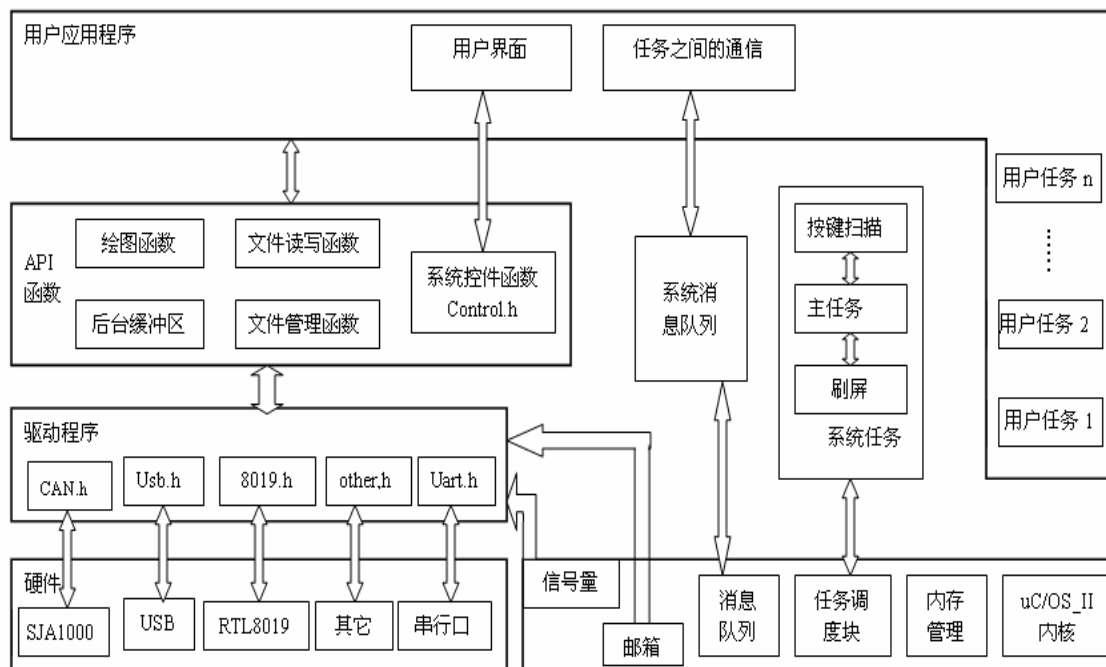 用户应用程序
用户界面
任务之间的通信
用户任务 n
API
函数
绘图函数
文件读写函数
后台缓冲区
文件管理函数
系统控件函数
Control.h
系统消
息队列
按键扫描
主任务
刷屏
系统任务
用户任务 2
用户任务 1
驱动程序
CAN.h
Usb.h
8019.h
other.h
Uart.h
硬件
SJA1000
USB
RTL8019
其它
串行口
信号量
邮箱
消息
队列
任务调
度块
内存
管理
uC/OS_II
内核